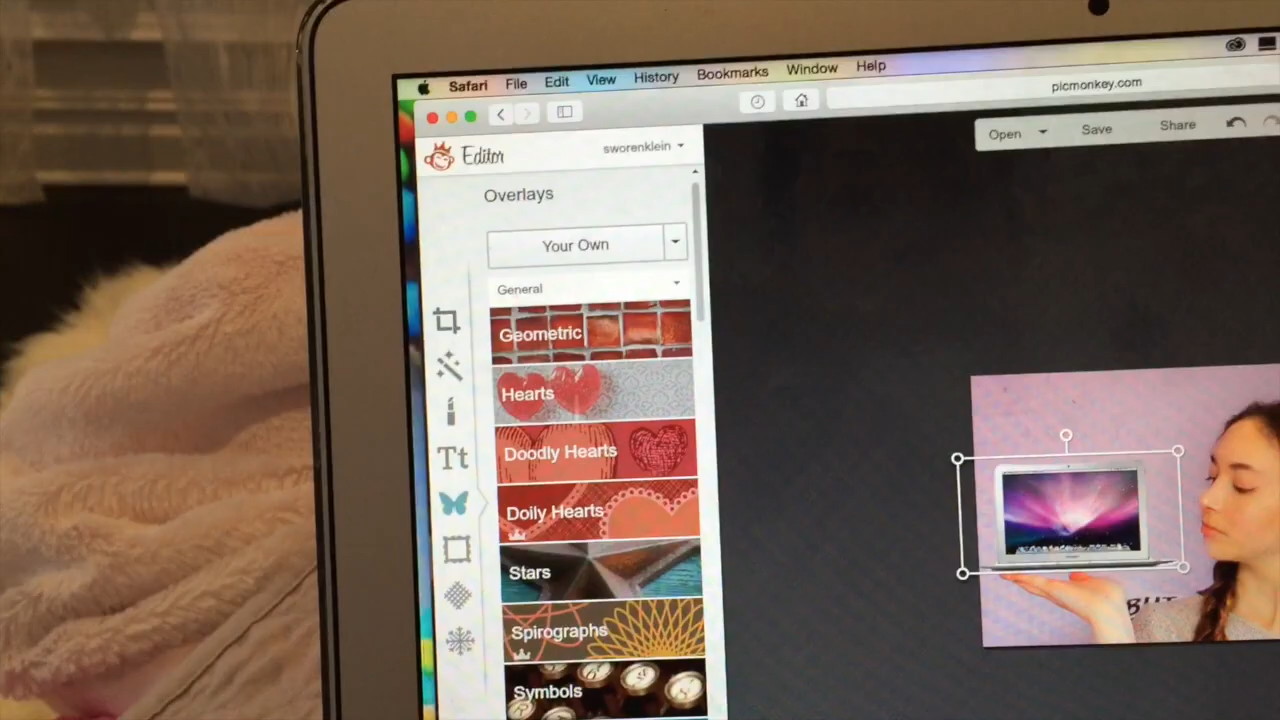 Safari File Edit View History Bookmarks Window Help
picmonkey.com
Open Save Share
Editor sworenklein
Overlays
Your Own
General
Geometric
Hearts
Doodly Hearts
Tt
Doily Hearts
Stars
BUT
Spirographs
Symbols